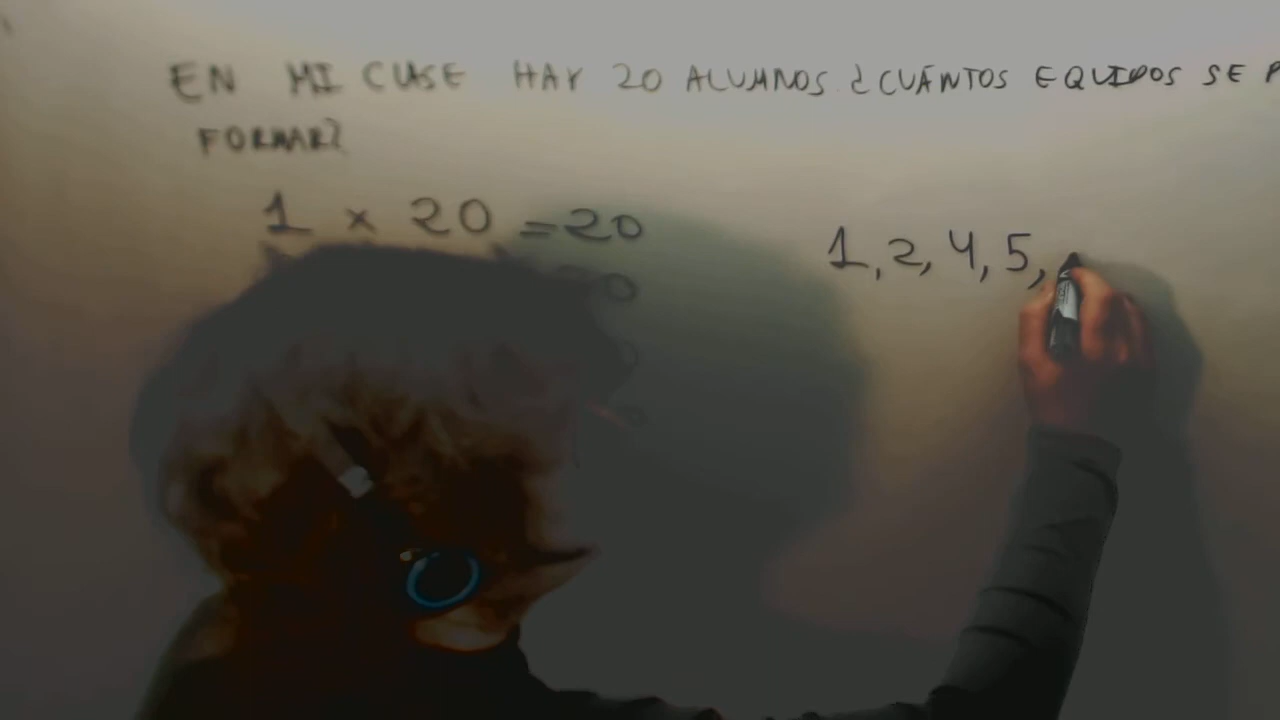 EN MI CLASE HAY 20 ALUMNOS ¿CUÁNTOS EQUIPOS SE
FORMAR?
1 x 20 = 20
1, 2, 4, 5,